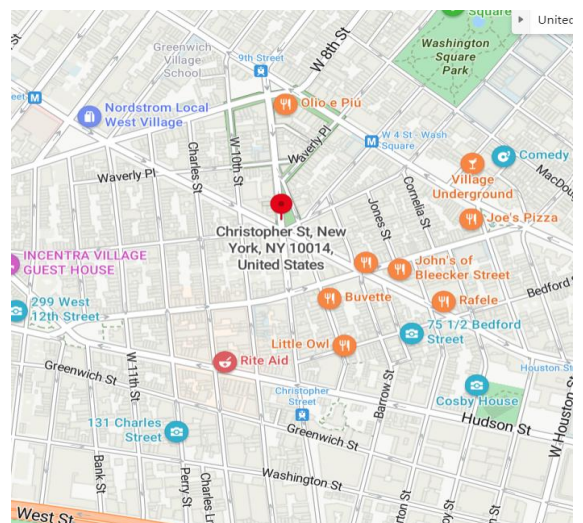 Square
United
W 8th St
Greenwich
Village
School
9th Street
Washington
Square
Park
M
Nordstrom Local
West Village
Olio e Piú
M
W 4 St - Wash
Square
Comedy
W 10th St
Waverly Pl
Charles St
Waverly Pl
Village
Underground
MacDoug
Cornelia St
Jones St
Joe's Pizza
Christopher St, New
York, NY 10014,
United States
INCENTRA VILLAGE
GUEST HOUSE
John's of
Bleecker Street
Bedford S
Buvette
Rafele
299 West
12th Street
75 1/2 Bedford
Street
Little Owl
Rite Aid
W 11th St
Greenwich St
Houston St
Christopher
Street
Barrow St
Cosby House
Hudson St
W Houston St
131 Charles
Street
Greenwich St
Bank St
Perry St
Charles Ln
Washington St
West St